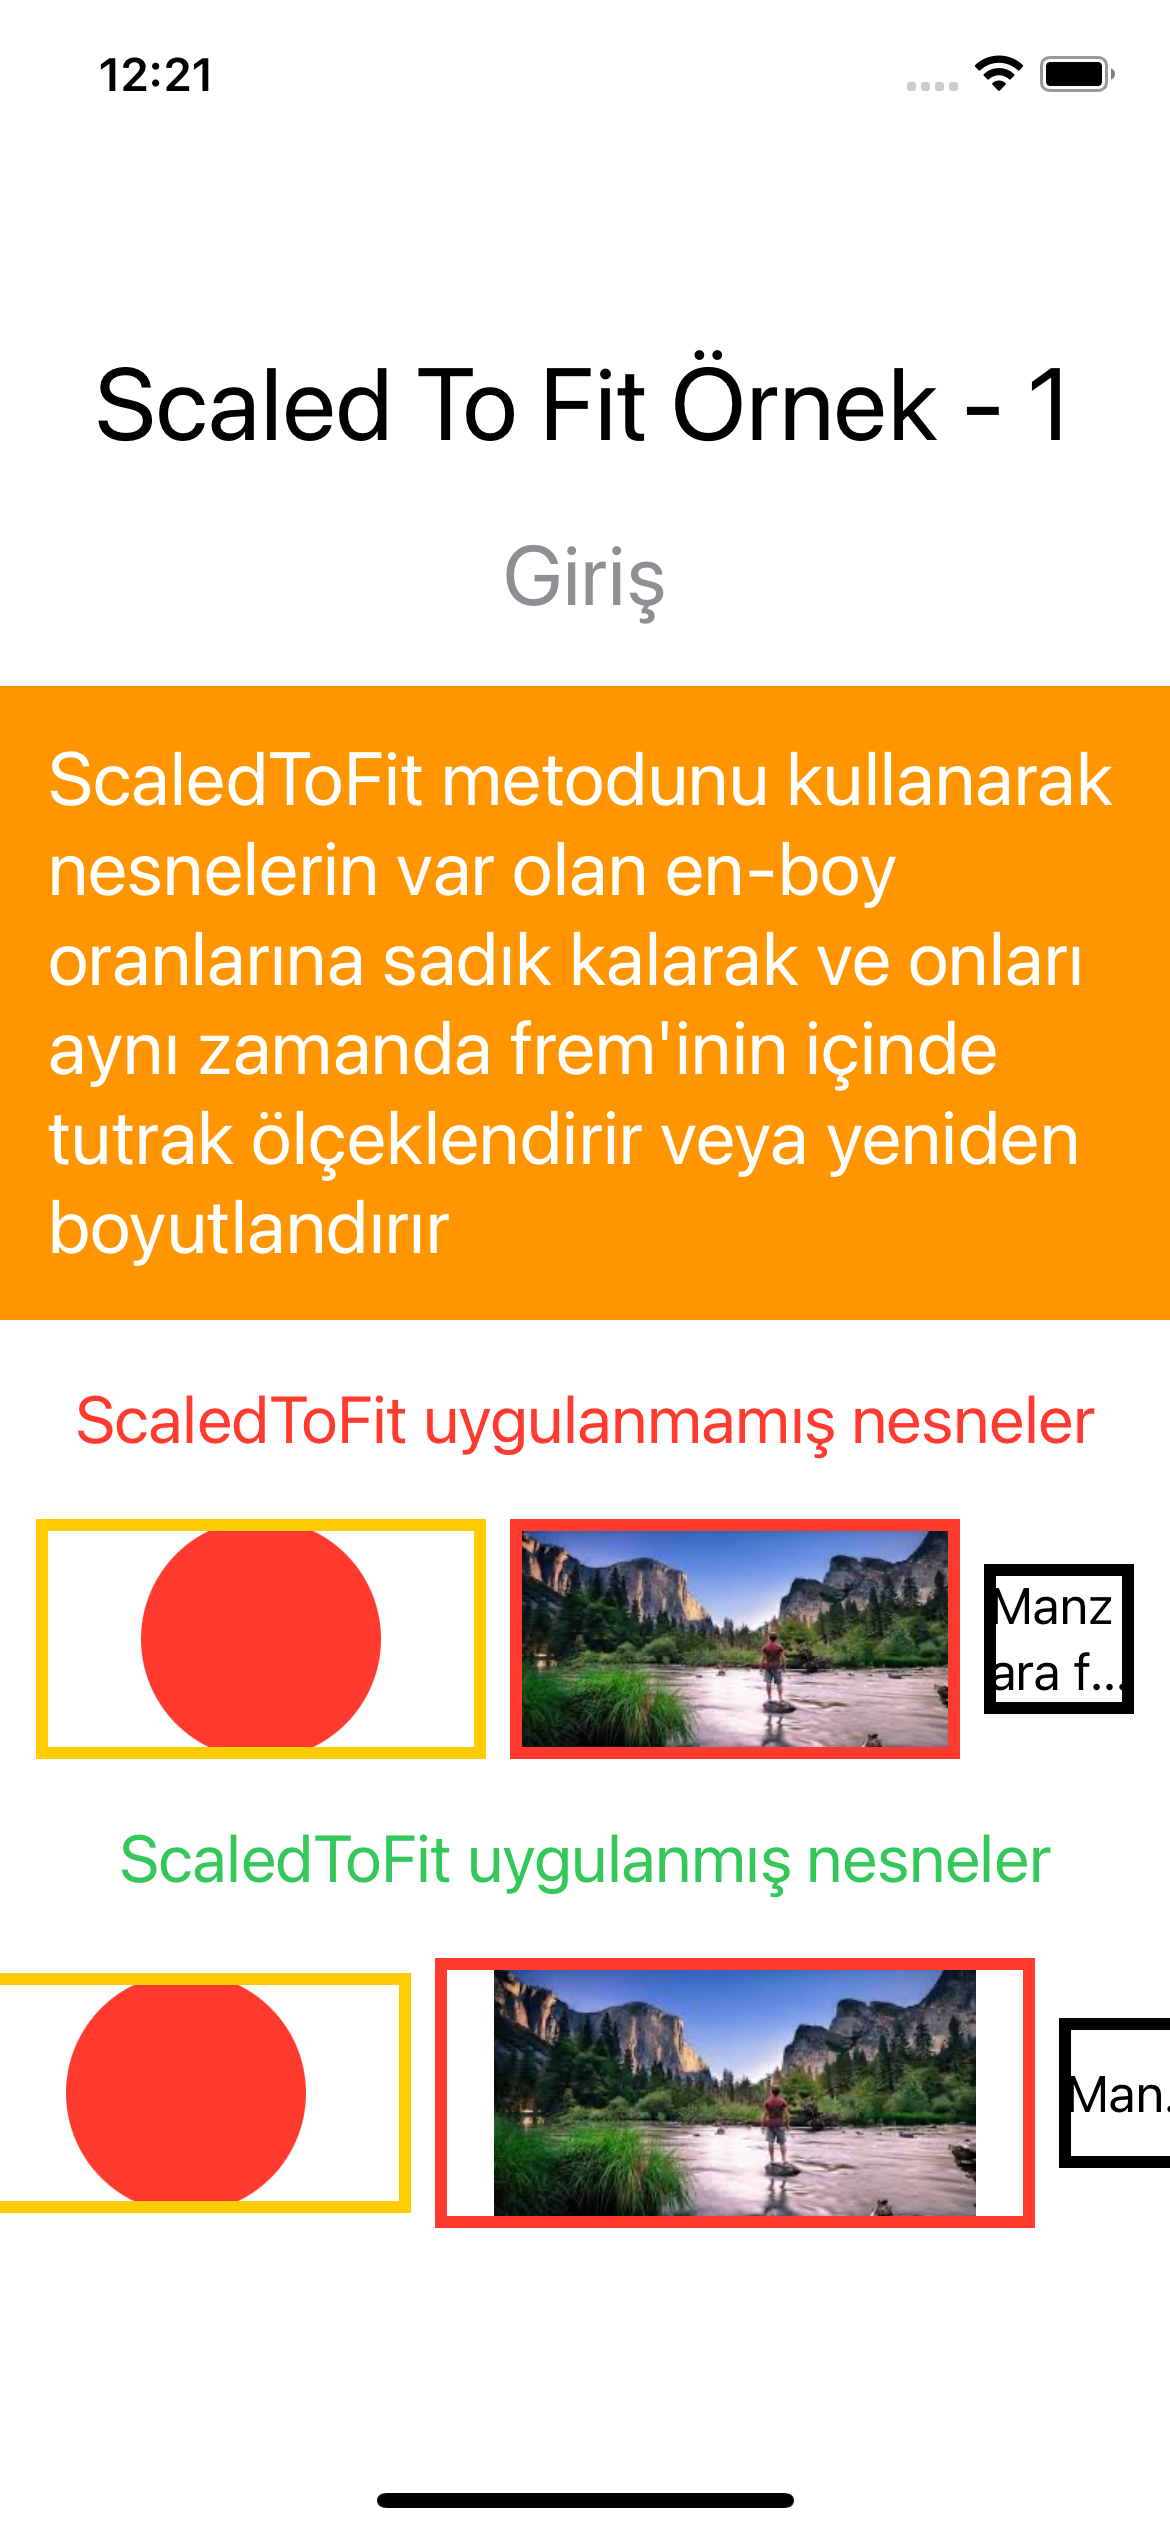 12:21
Scaled To Fit Örnek - 1
Giriş
ScaledToFit metodunu kullanarak
nesnelerin var olan en-boy
oranlarına sadık kalarak ve onları
aynı zamanda frem'inin içinde
tutrak ölçeklendirir veya yeniden
boyutlandırır
ScaledToFit uygulanmamış nesneler
Manz
ara f...
ScaledToFit uygulanmış nesneler
Man.